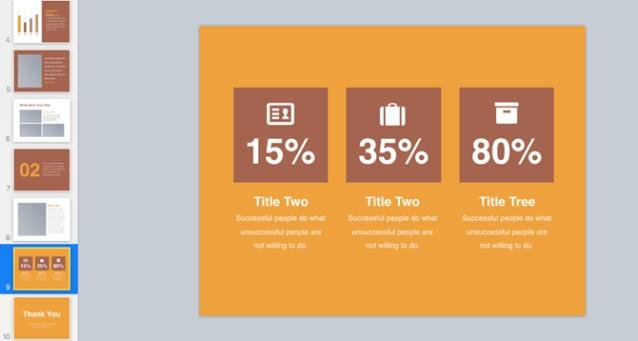 4
5
6
7
02
8
9
15%
35%
80%
10
Thank You
15%
35%
80%
Title Two
Title Two
Title Tree
Successful people do what
unsuccessful people are
not willing to do.
Successful people do what
unsuccessful people are
not willing to do.
Successful people do what
unsuccessful people are
not willing to do.